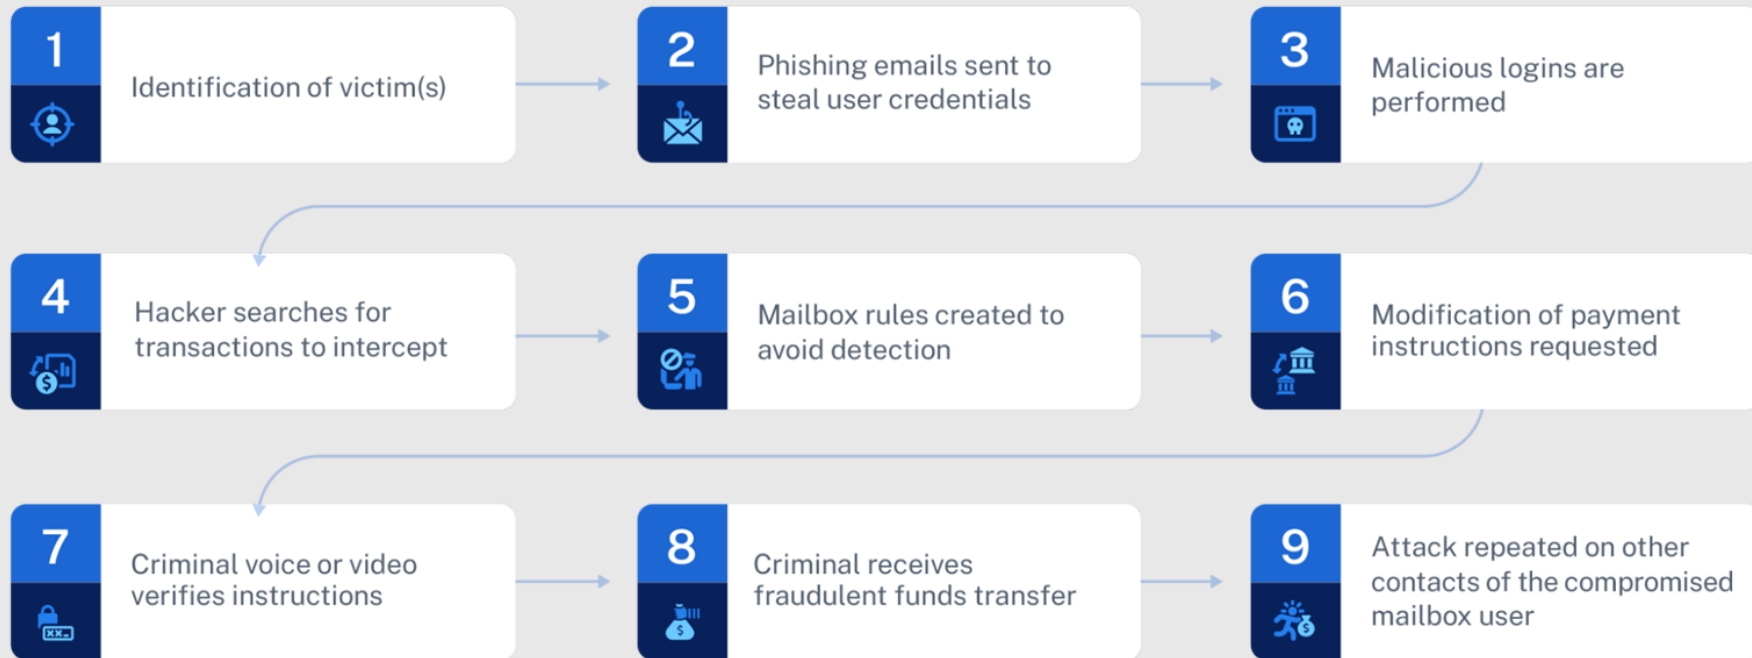 1
Identification of victim(s)
2
Phishing emails sent to
steal user credentials
3
Malicious logins are
performed
4
Hacker searches for
transactions to intercept
5
Mailbox rules created to
avoid detection
6
Modification of payment
instructions requested
7
Criminal voice or video
verifies instructions
8
Criminal receives
fraudulent funds transfer
9
Attack repeated on other
contacts of the compromised
mailbox user